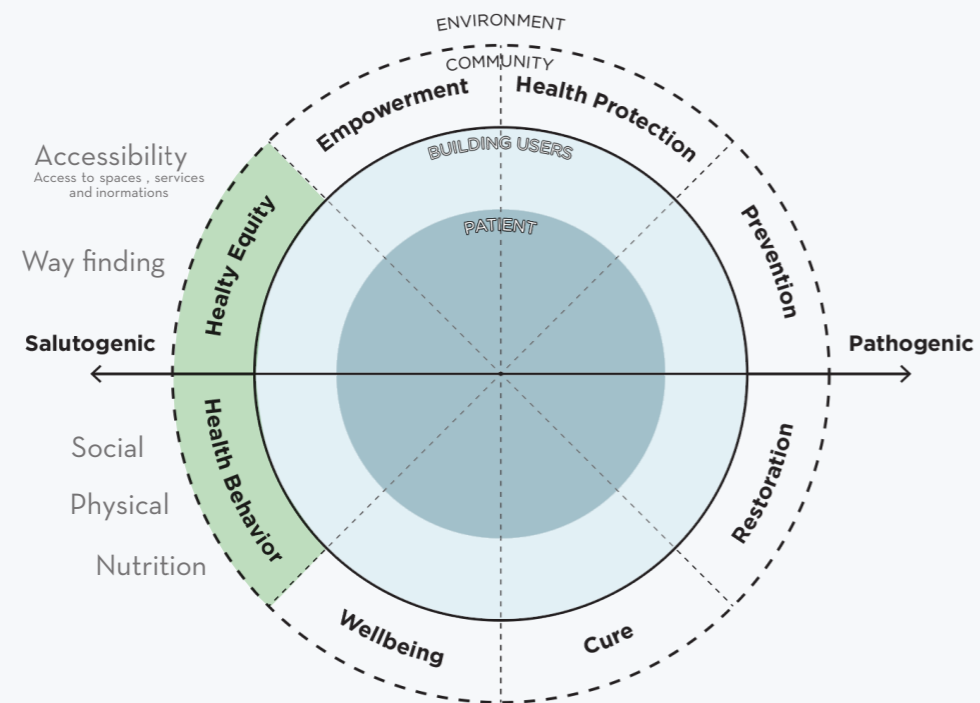 ENVIRONMENT
COMMUNITY
Empowerment
Health Protection
BUILDING USERS
Accessibility
Access to spaces , services
and inormations
Healty Equity
PATIENT
Prevention
Way finding
Salutogenic
Pathogenic
Health Behavior
Social
Physical
Nutrition
Restoration
Wellbeing
Cure